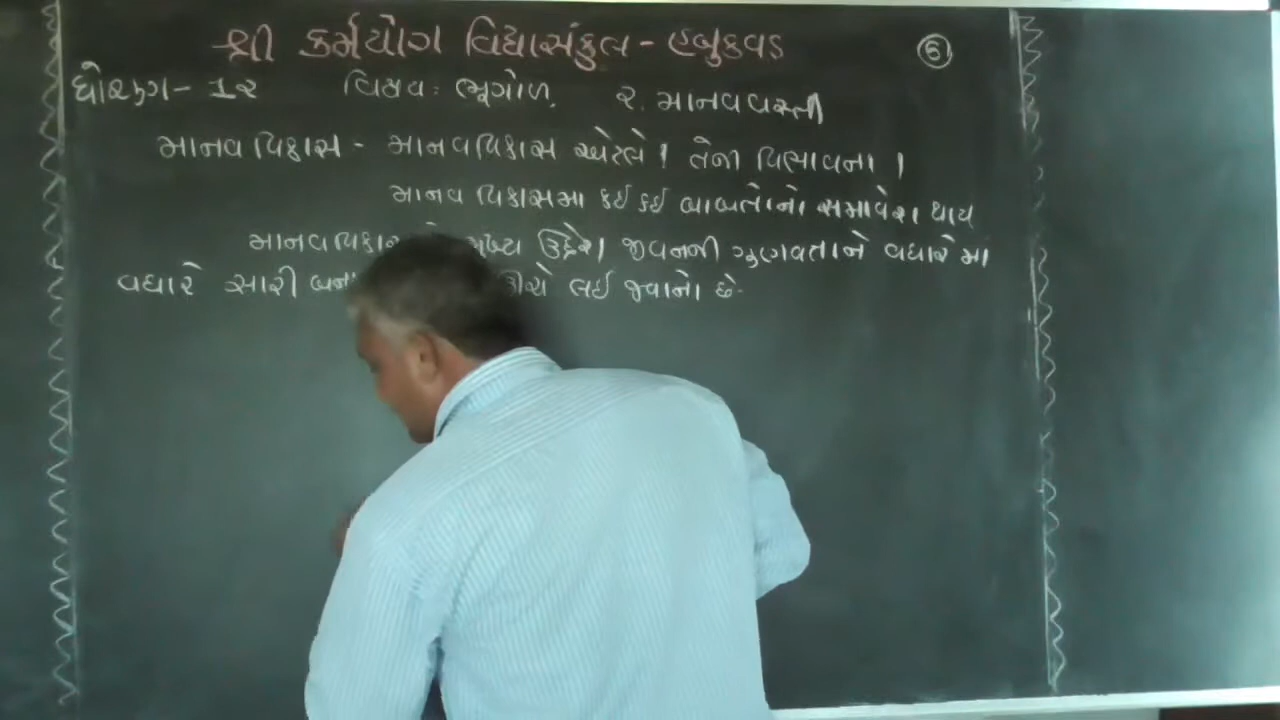 શ્રી કર્મયોગ વિદ્યાસંકુલ - હબુકવડ ૬
ધોરણ - 1૨ વિષય : ભૂગોળ. ૨. માનવવસ્તી
માનવ વિકાસ - માનવવિકાસ એટલે ? તેની વિભાવના ?
માનવ વિકાસમા કઈ કઈ બાબતોનો સમાવેશ થાય
માનવવિકાસ મુખ્ય ઉદ્દેશ જીવનની ગુણવતાને વધારે મા
વધારે સારી લઈ જવાનો છે.